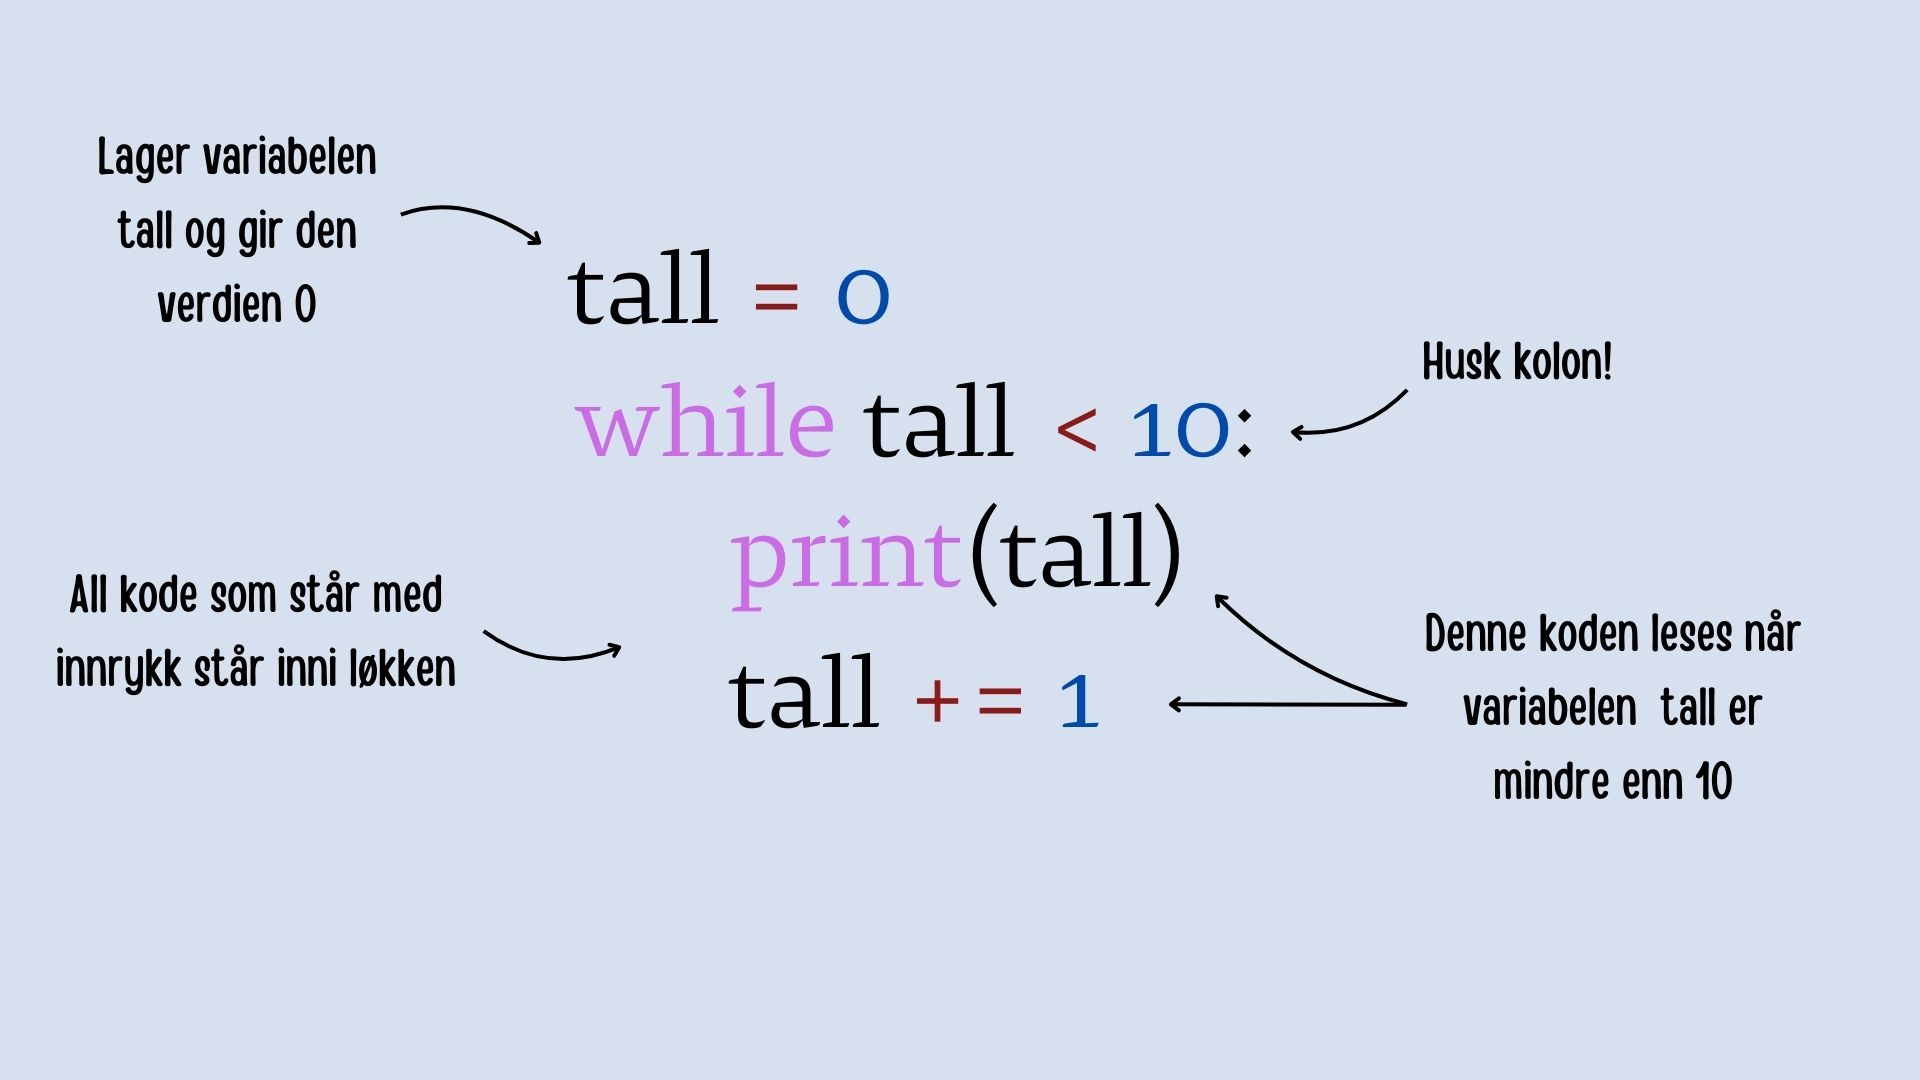 Lager variabelen
tall og gir den
verdien 0
tall = 0
while tall < 10:
Husk kolon!
print(tall)
All kode som står med
innrykk står inni løkken
tall += 1
Denne koden leses når
variabelen tall er
mindre enn 10